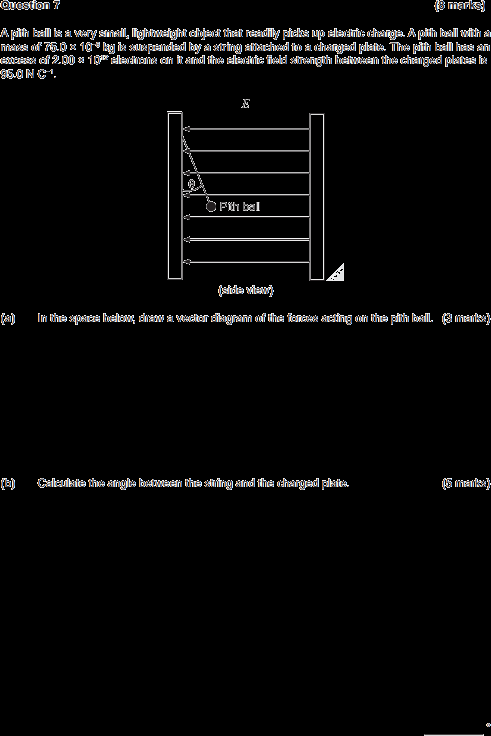 Question 7 (8 marks)
A pith ball is a very small, lightweight object that readily picks up electric charge. A pith ball with a
mass of 75.0 × 10 kg is suspended by a string attached to a charged plate. The pith ball has an
excess of 2.00 × 10 electrons on it and the electric field strength between the charged plates is
95.0 N C⁻¹.
E
θ
Pith ball
(side view)
(a) In the space below, draw a vector diagram of the forces acting on the pith ball. (3 marks)
(b) Calculate the angle between the string and the charged plate. (5 marks)